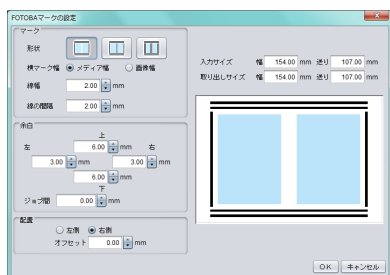 FOTOBAマークの設定
マーク
形状
横マーク幅 メディア幅 画像幅
線幅 2.00 mm
線の間隔 2.00 mm
入力サイズ 幅 154.00 mm 送り 107.00 mm
取り出しサイズ 幅 154.00 mm 送り 107.00 mm
余白
上
左 6.00 mm 右
3.00 mm 3.00 mm
6.00 mm
下
ジョブ間 0.00 mm
配置
左側 右側
オフセット 0.00 mm
OK キャンセル